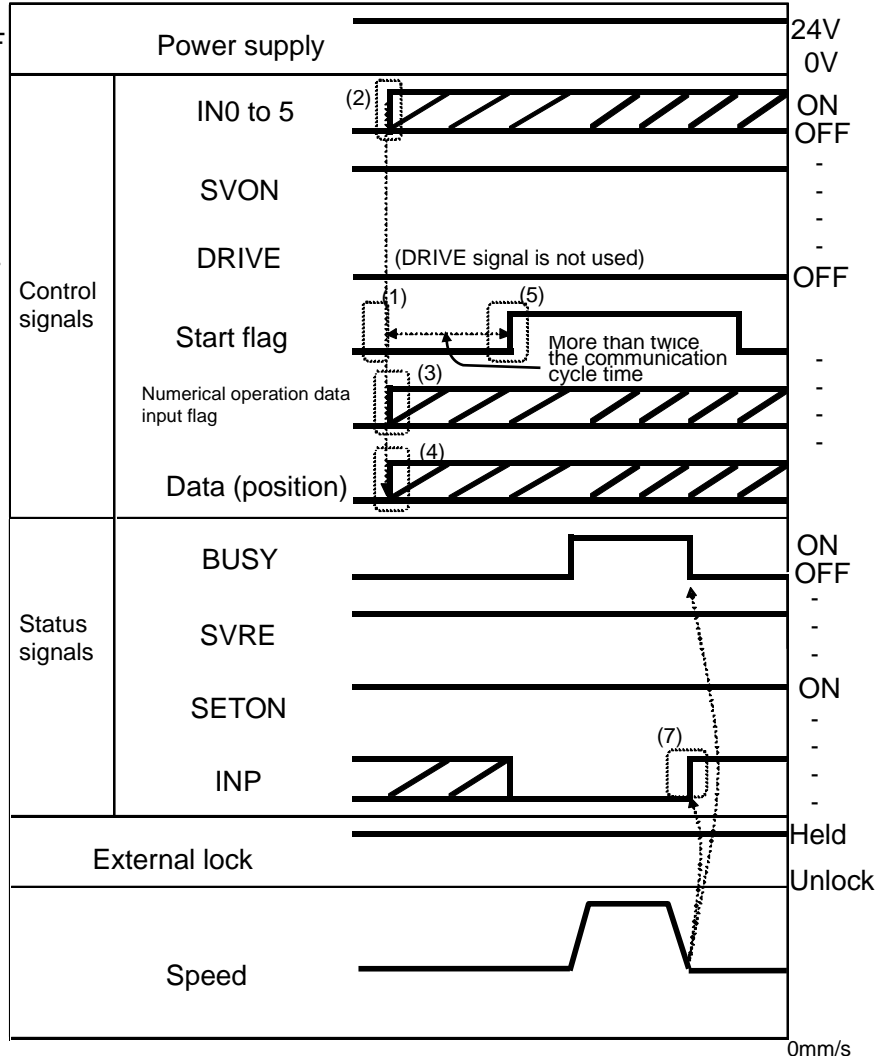 F
Power supply
24V
0V
IN0 to 5
(2)
ON
OFF
-
SVON
-
-
-
DRIVE
(DRIVE signal is not used)
OFF
Control
signals
(1)
(5)
Start flag
More than twice
the communication
cycle time
-
(3)
-
Numerical operation data
input flag
-
-
(4)
Data (position)
BUSY
ON
OFF
-
Status
signals
SVRE
-
-
SETON
ON
-
(7)
-
INP
-
-
External lock
Held
Unlock
Speed
0mm/s